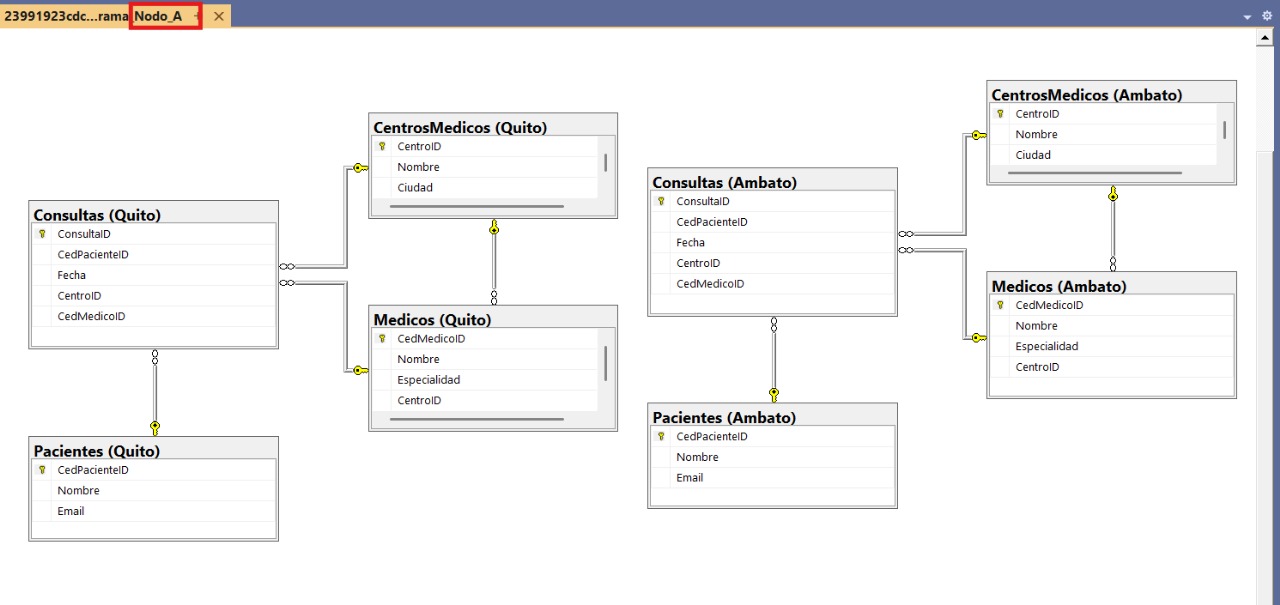 23991923cdc...rama Nodo_A
CentrosMedicos (Quito)
CentroID
Nombre
Ciudad
Consultas (Quito)
ConsultaID
CedPacienteID
Fecha
CentroID
CedMedicoID
Medicos (Quito)
CedMedicoID
Nombre
Especialidad
CentroID
Pacientes (Quito)
CedPacienteID
Nombre
Email
CentrosMedicos (Ambato)
CentroID
Nombre
Ciudad
Consultas (Ambato)
ConsultaID
CedPacienteID
Fecha
CentroID
CedMedicoID
Medicos (Ambato)
CedMedicoID
Nombre
Especialidad
CentroID
Pacientes (Ambato)
CedPacienteID
Nombre
Email